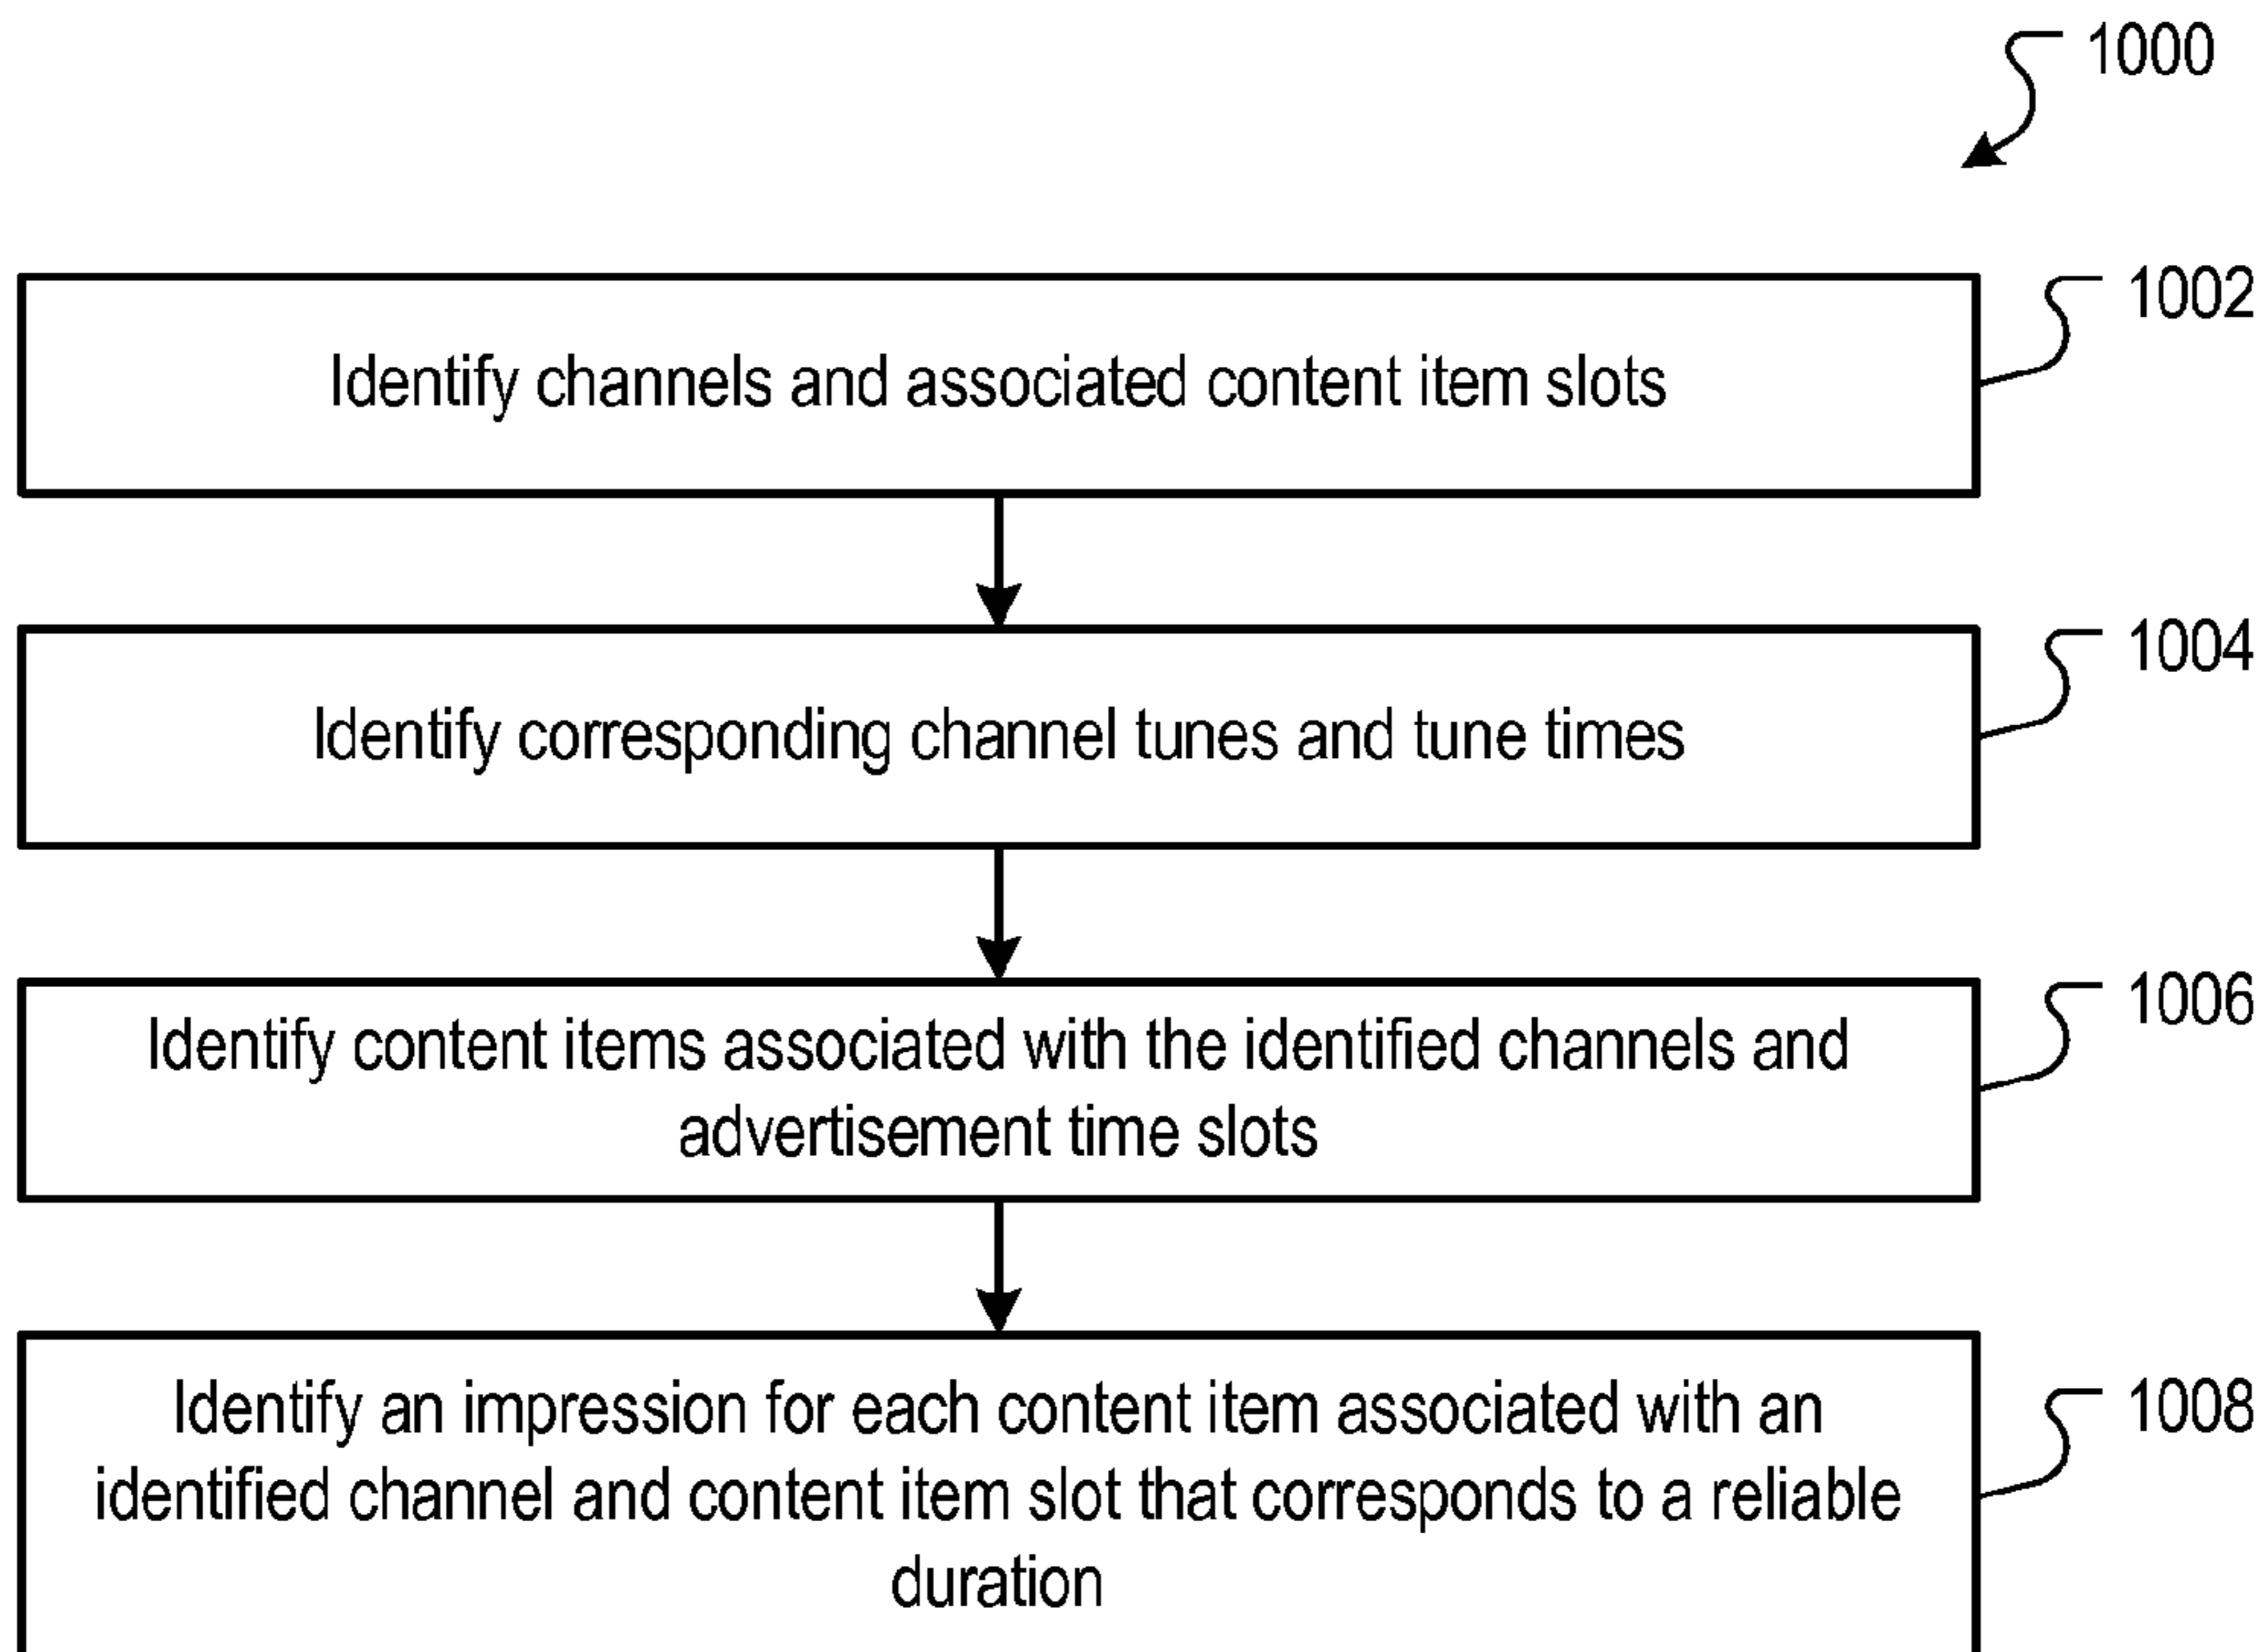 1000
Identify channels and associated content item slots
1002
Identify corresponding channel tunes and tune times
1004
Identify content items associated with the identified channels and
advertisement time slots
1006
Identify an impression for each content item associated with an
identified channel and content item slot that corresponds to a reliable
duration
1008